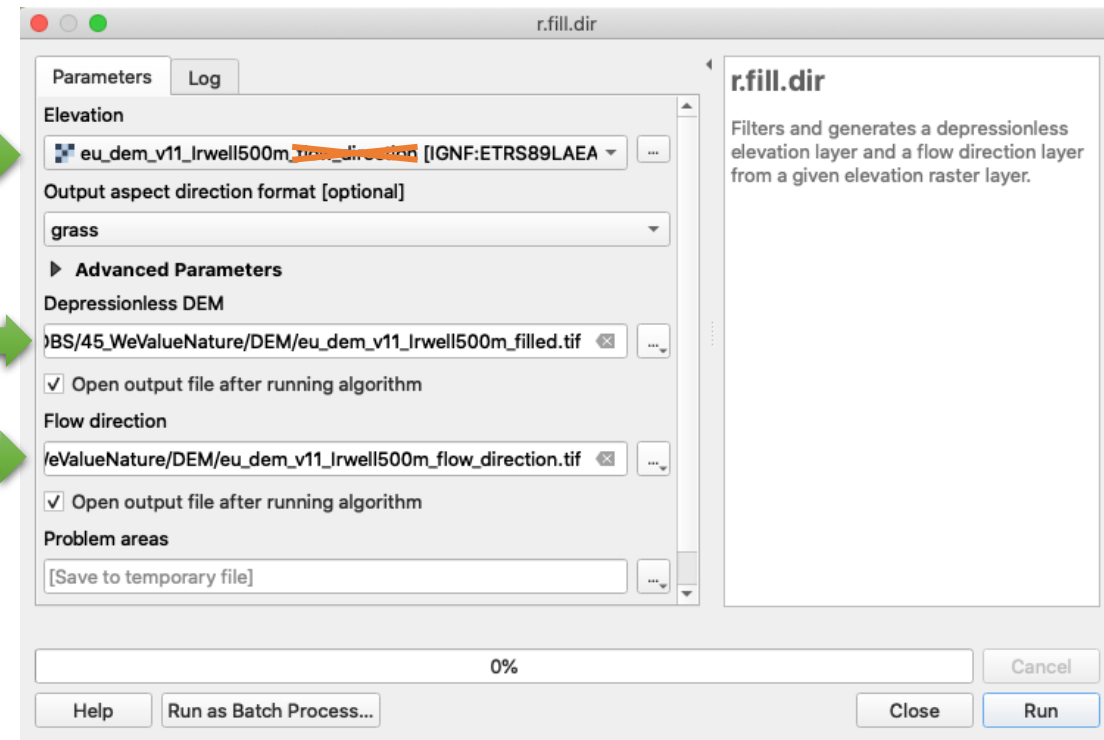 r.fill.dir
Parameters
Log
Elevation
eu_dem_v11_Irwell500m_flow_direction [IGNF:ETRS89LAEA
...
Output aspect direction format [optional]
grass
Advanced Parameters
Depressionless DEM
)BS/45_WeValueNature/DEM/eu_dem_v11_Irwell500m_filled.tif
...
Open output file after running algorithm
Flow direction
/eValueNature/DEM/eu_dem_v11_Irwell500m_flow_direction.tif
...
Open output file after running algorithm
Problem areas
[Save to temporary file]
...
r.fill.dir
Filters and generates a depressionless
elevation layer and a flow direction layer
from a given elevation raster layer.
0%
Cancel
Help
Run as Batch Process...
Close
Run